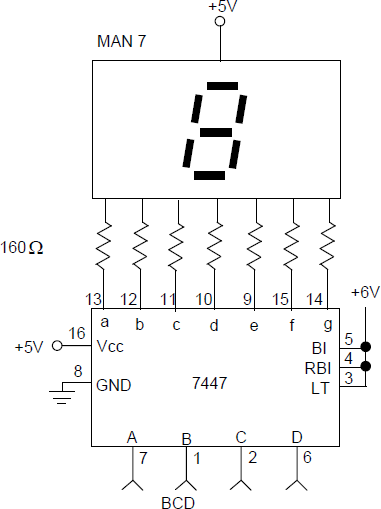 +5V
MAN 7
160Ω
13 12 11 10 9 15 14
+6V
a b c d e f g
+5V 16 Vcc
BI 5
RBI 4
8 GND
7447
LT 3
A B C D
7 1 2 6
BCD